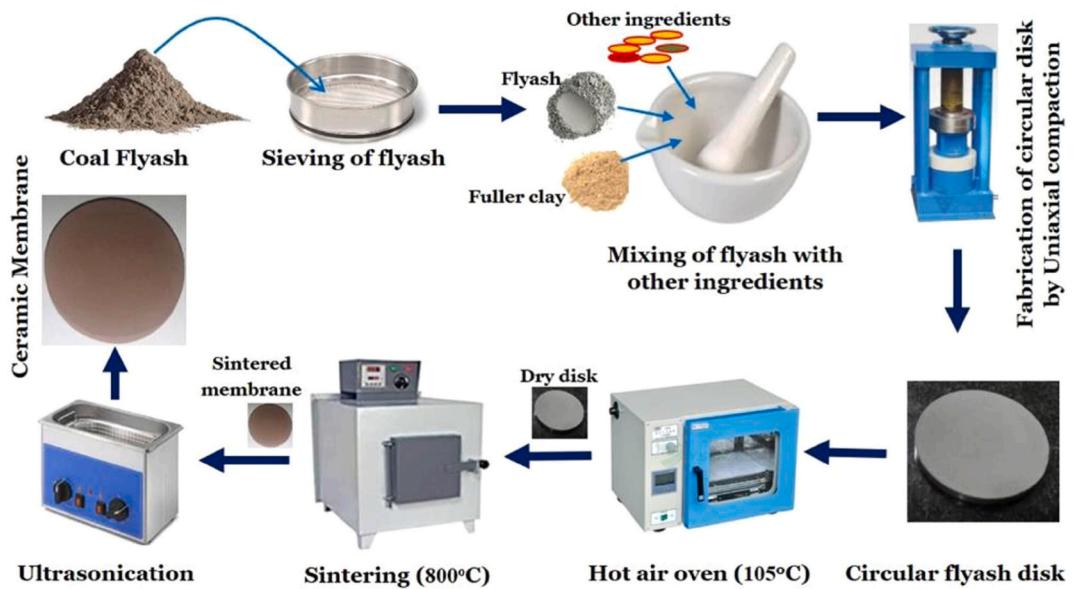 Other ingredients
Flyash
Coal Flyash
Sieving of flyash
Fuller clay
Mixing of flyash with
other ingredients
Fabrication of circular disk
by Uniaxial compaction
Ceramic Membrane
Sintered
membrane
Dry disk
Ultrasonication
Sintering (800°C)
Hot air oven (105°C)
Circular flyash disk